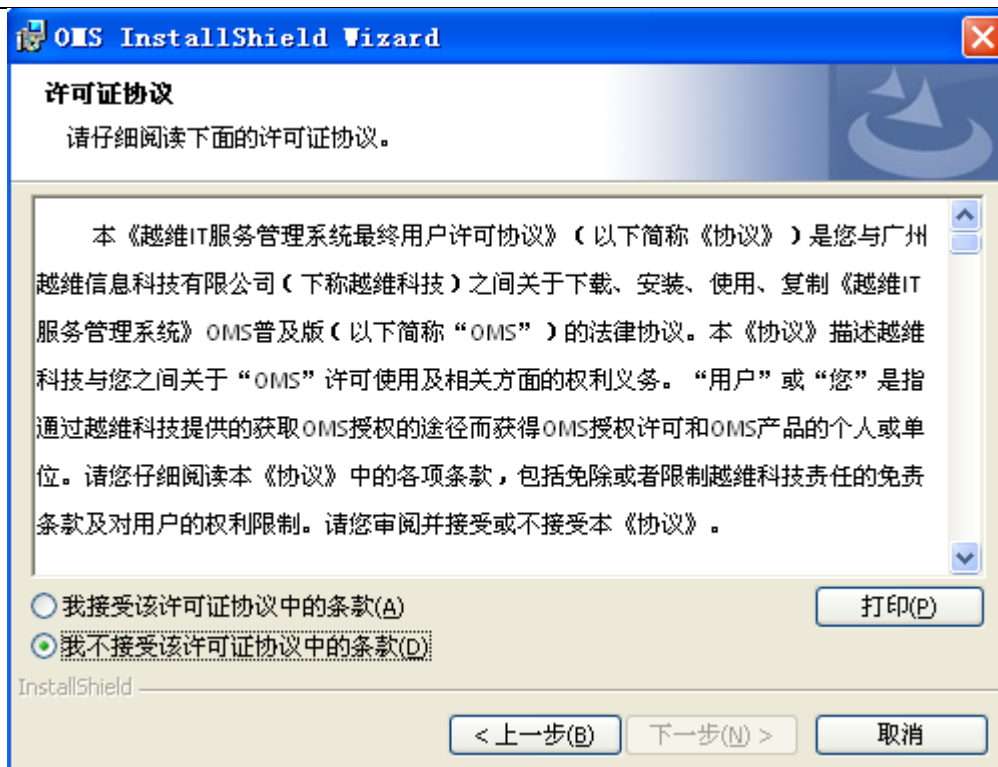 OMS InstallShield Wizard
许可证协议
请仔细阅读下面的许可证协议。
本《越维IT服务管理系统最终用户许可协议》（以下简称《协议》）是您与广州
越维信息科技有限公司（下称越维科技）之间关于下载、安装、使用、复制《越维IT
服务管理系统》OMS普及版（以下简称“OMS”）的法律协议。本《协议》描述越维
科技与您之间关于“OMS”许可使用及相关方面的权利义务。“用户”或“您”是指
通过越维科技提供的获取OMS授权的途径而获得OMS授权许可和OMS产品的个人或单
位。请您仔细阅读本《协议》中的各项条款，包括免除或者限制越维科技责任的免责
条款及对用户的权利限制。请您审阅并接受或不接受本《协议》。
我接受该许可证协议中的条款(A)
打印(P)
我不接受该许可证协议中的条款(D)
InstallShield
< 上一步(B)
下一步(N) >
取消